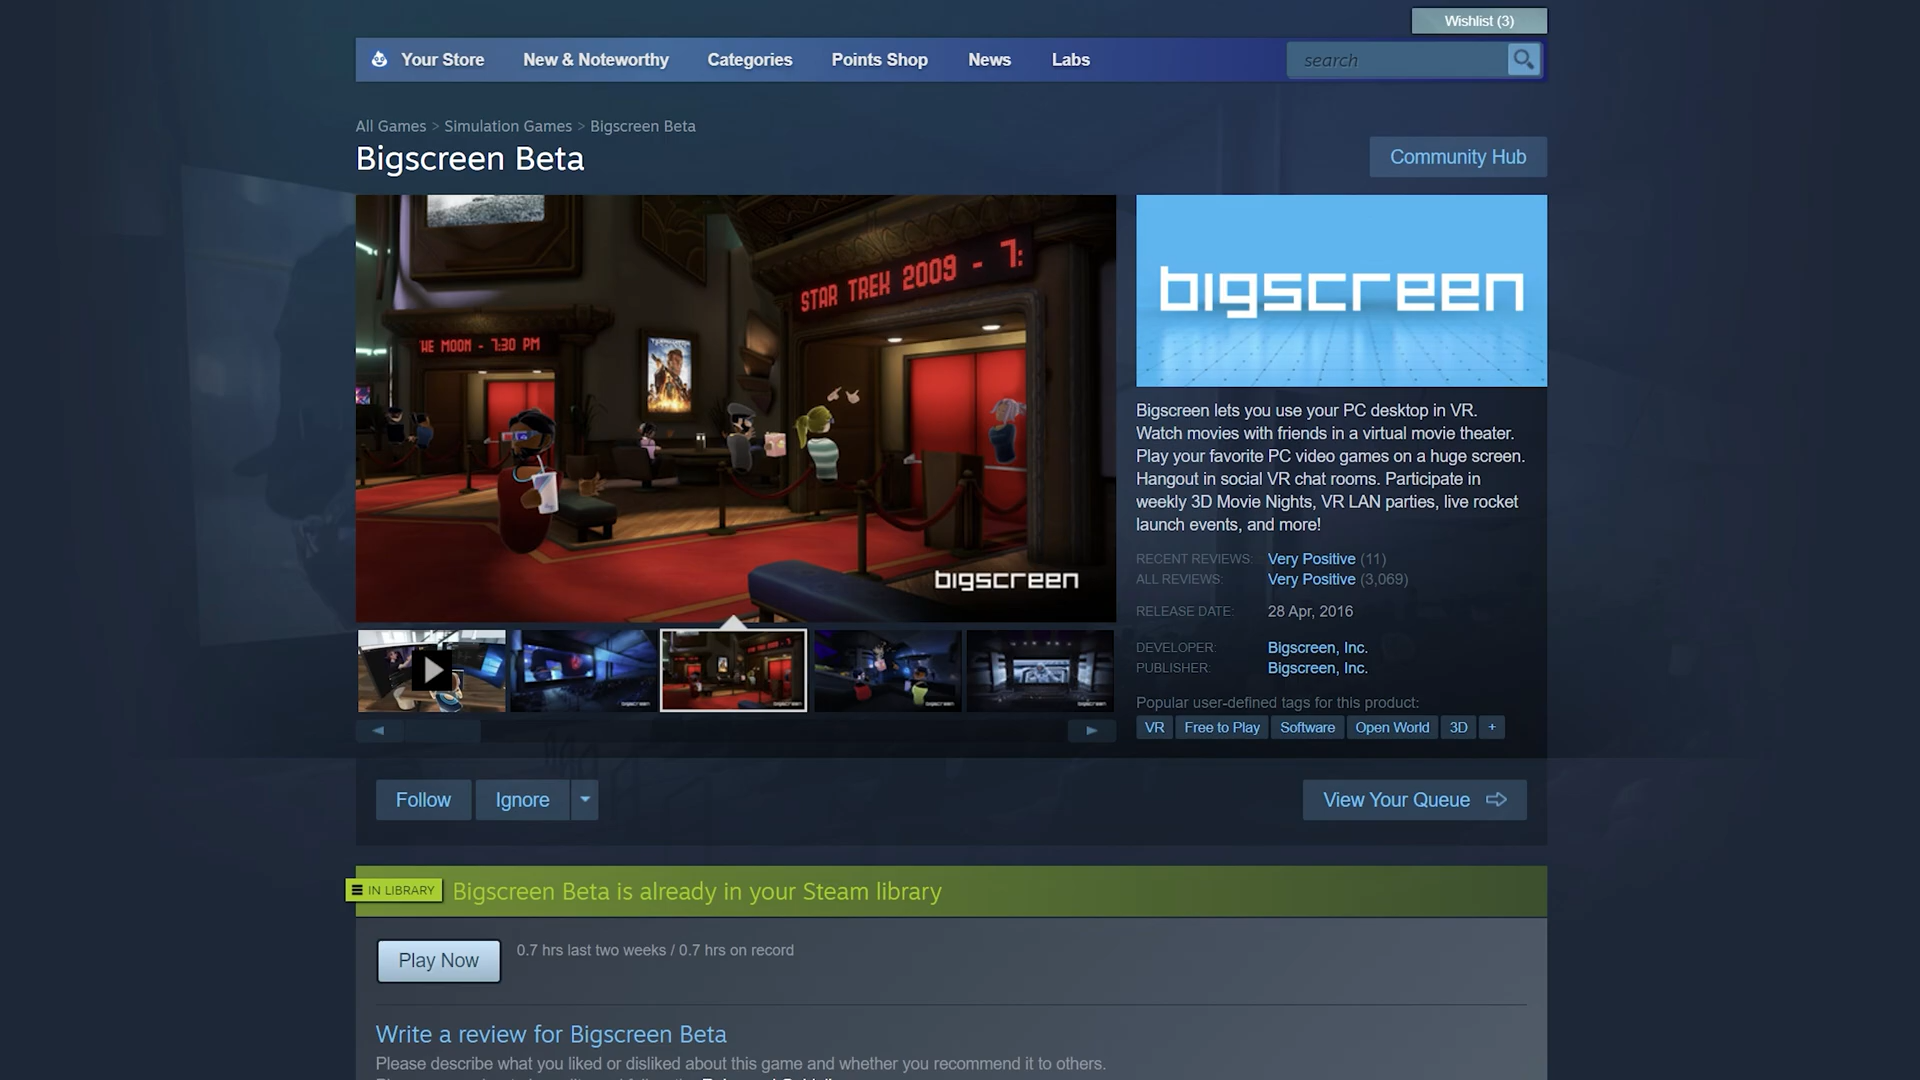 Wishlist (3)
Your Store New & Noteworthy Categories Points Shop News Labs search
All Games > Simulation Games > Bigscreen Beta
Bigscreen Beta
Community Hub
STAR TREK 2009 - 7:
HE MOON - 7:30 PM
bigscreen
bigscreen
Bigscreen lets you use your PC desktop in VR.
Watch movies with friends in a virtual movie theater.
Play your favorite PC video games on a huge screen.
Hangout in social VR chat rooms. Participate in
weekly 3D Movie Nights, VR LAN parties, live rocket
launch events, and more!
RECENT REVIEWS: Very Positive (11)
ALL REVIEWS: Very Positive (3,069)
RELEASE DATE: 28 Apr, 2016
DEVELOPER: Bigscreen, Inc.
PUBLISHER: Bigscreen, Inc.
Popular user-defined tags for this product:
VR Free to Play Software Open World 3D +
Follow Ignore
View Your Queue
IN LIBRARY Bigscreen Beta is already in your Steam library
Play Now 0.7 hrs last two weeks / 0.7 hrs on record
Write a review for Bigscreen Beta
Please describe what you liked or disliked about this game and whether you recommend it to others.